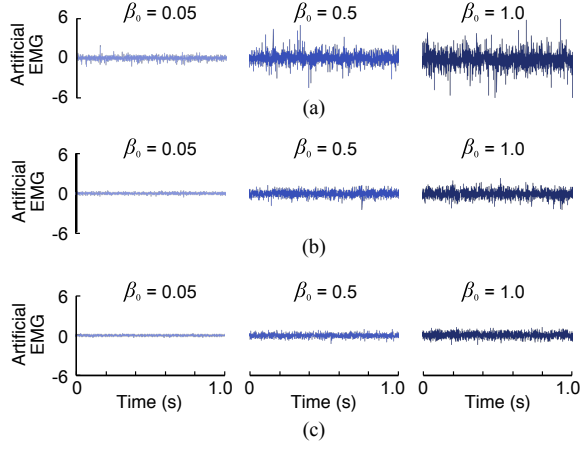 β₀ = 0.05 β₀ = 0.5 β₀ = 1.0
Artificial
EMG
6
0
-6
(a)
β₀ = 0.05 β₀ = 0.5 β₀ = 1.0
Artificial
EMG
6
0
-6
(b)
β₀ = 0.05 β₀ = 0.5 β₀ = 1.0
Artificial
EMG
6
0
-6
0 1.0 0 1.0 0 1.0
Time (s) Time (s) Time (s)
(c)